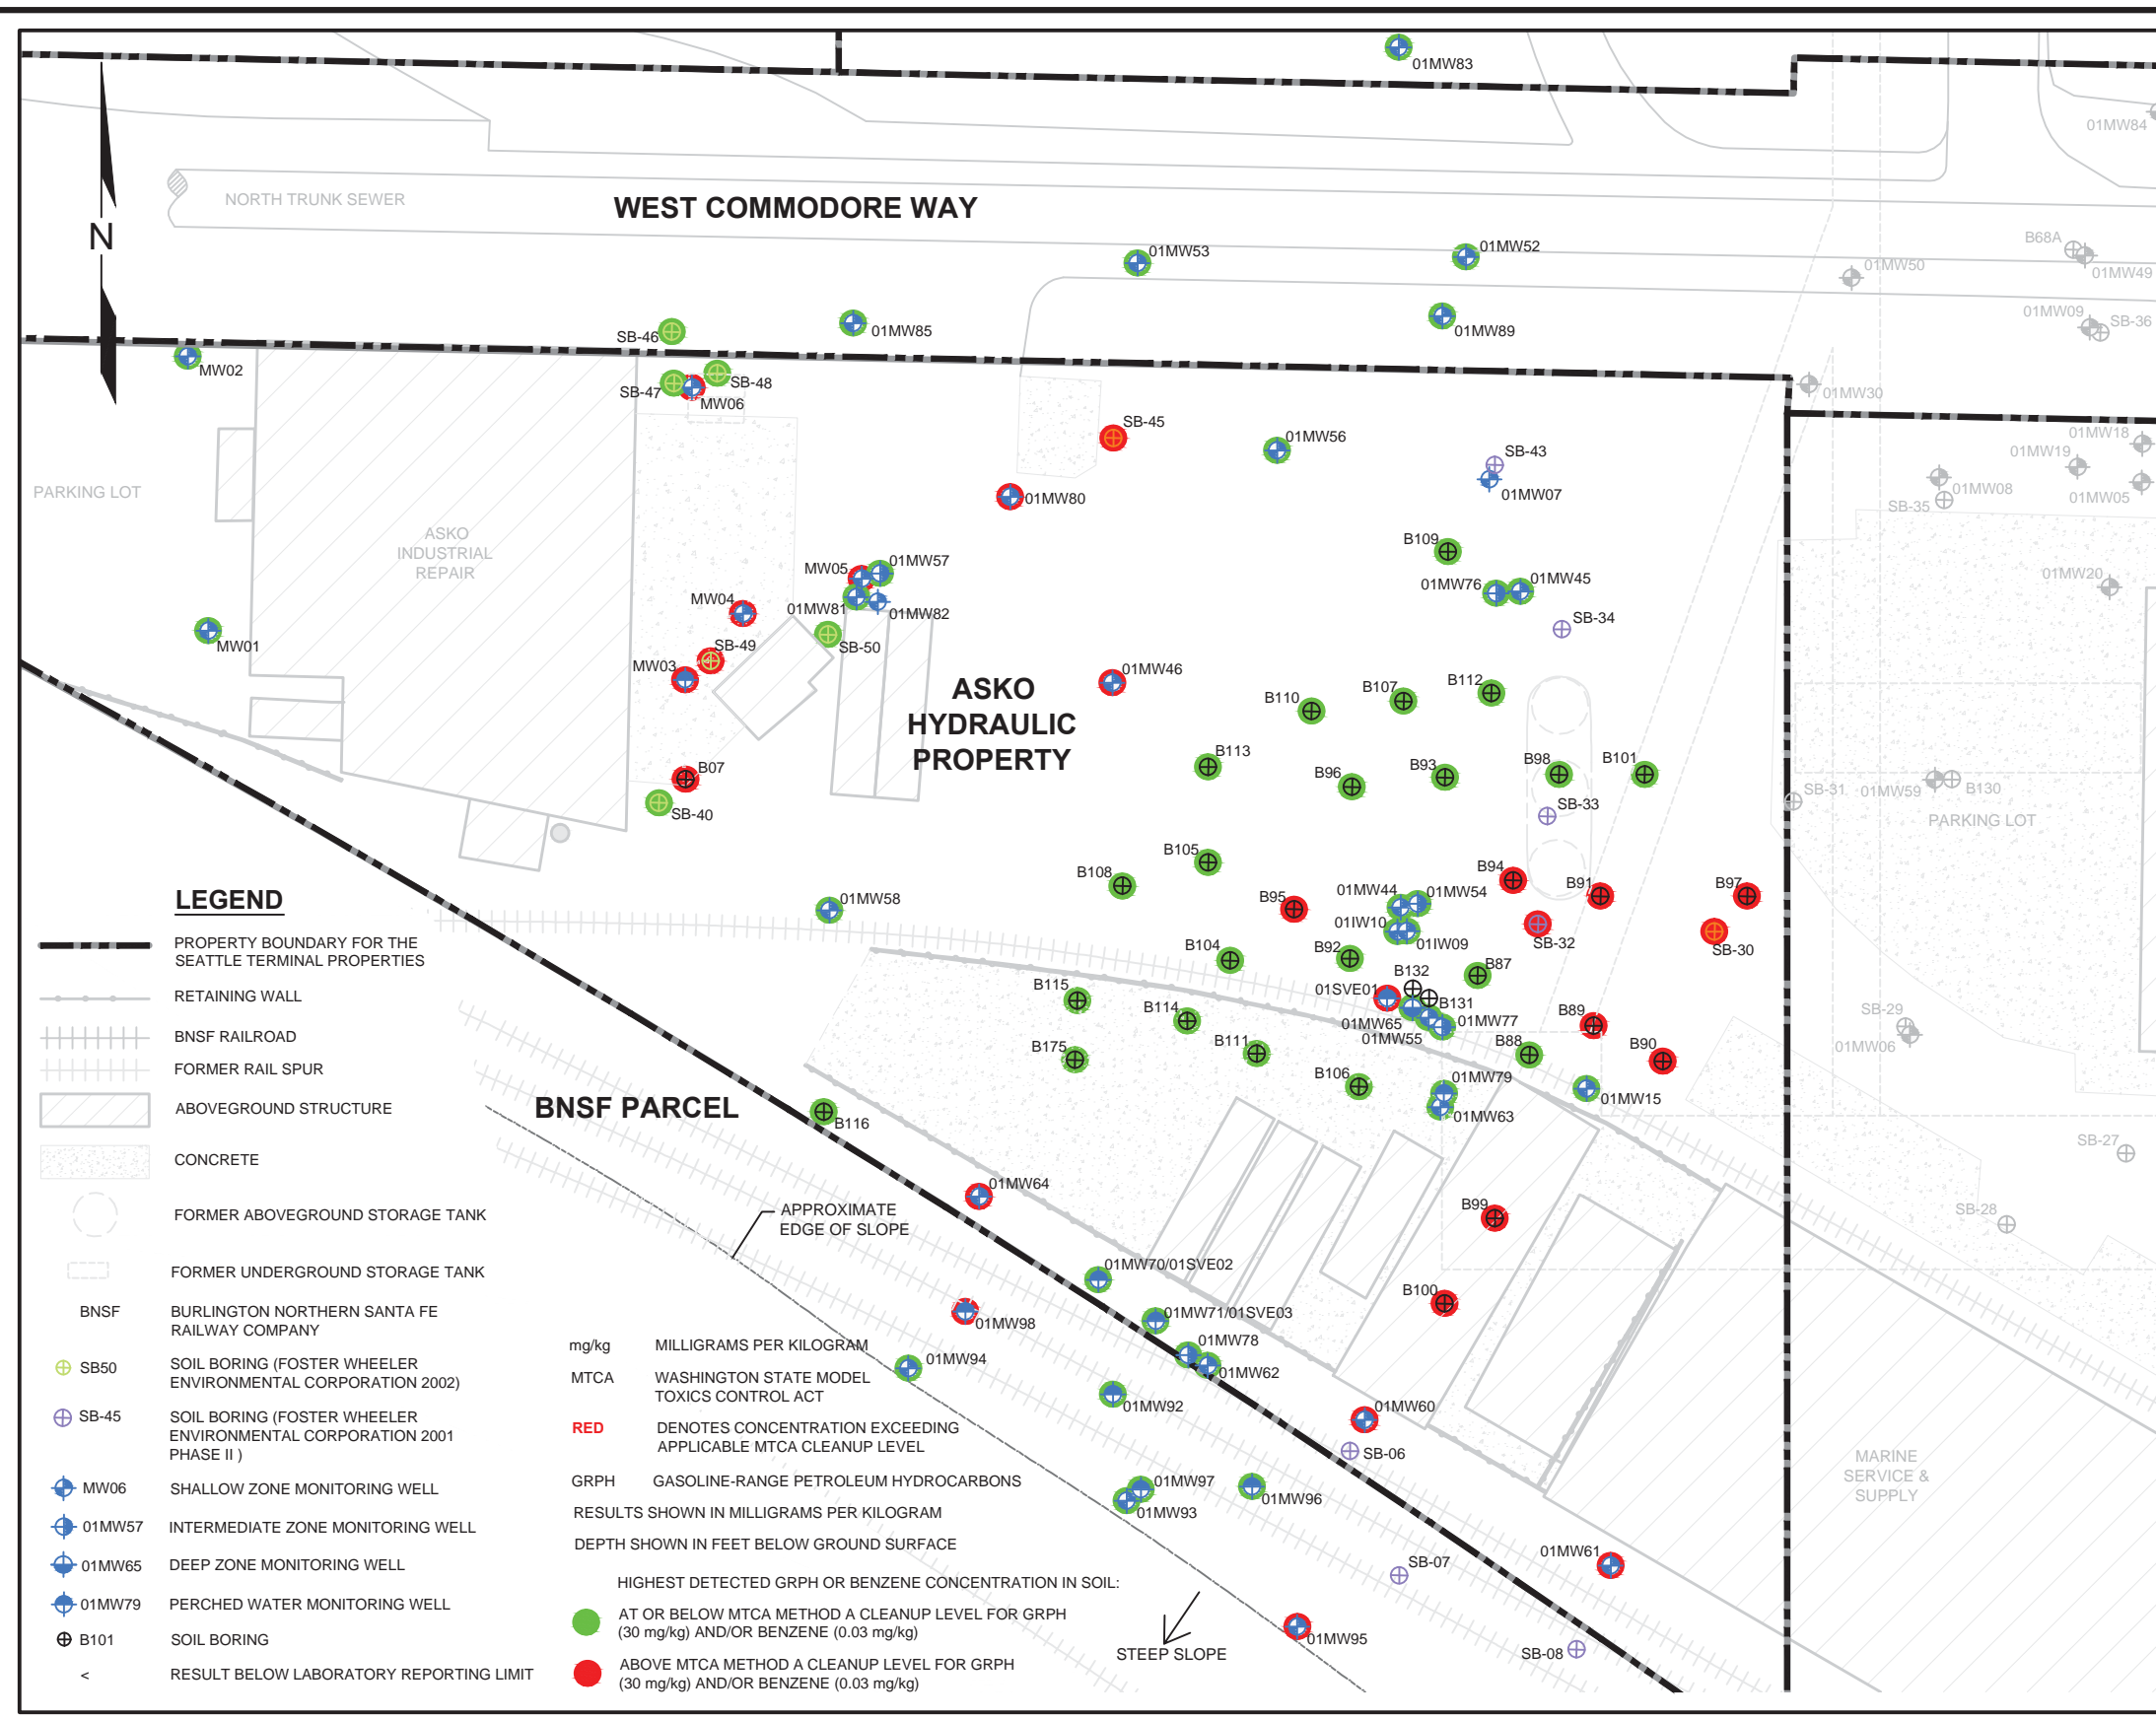 01MW83
01MW84
NORTH TRUNK SEWER
WEST COMMODORE WAY
N
01MW53
01MW52
B68A
01MW50
01MW49
01MW85
01MW89
01MW09
SB-36
SB-46
MW02
SB-47
SB-48
MW06
01MW30
SB-45
01MW56
SB-43
01MW07
01MW18
01MW19
01MW08
01MW05
SB-35
PARKING LOT
01MW80
ASKO
INDUSTRIAL
REPAIR
B109
MW05
01MW57
01MW76
01MW45
01MW20
MW04
01MW81
01MW82
SB-34
MW01
SB-49
SB-50
MW03
01MW46
ASKO
HYDRAULIC
PROPERTY
B110
B107
B112
B113
B96
B93
B98
B101
B07
SB-40
SB-33
SB-31
01MW59
B130
PARKING LOT
B105
B108
B94
B91
B97
B95
01MW44
01MW54
01IW10
01IW09
SB-32
SB-30
01MW58
B104
B92
B87
B132
01SVE01
B131
B115
B114
01MW65
01MW77
01MW55
B89
SB-29
01MW06
B175
B111
B88
B90
B106
01MW79
01MW15
01MW63
BNSF PARCEL
B116
SB-27
01MW64
APPROXIMATE
EDGE OF SLOPE
B99
SB-28
01MW70/01SVE02
01MW98
01MW71/01SVE03
B100
01MW78
01MW94
01MW62
01MW92
01MW60
SB-06
01MW97
01MW93
01MW96
MARINE
SERVICE &
SUPPLY
SB-07
01MW61
01MW95
STEEP SLOPE
SB-08
LEGEND
PROPERTY BOUNDARY FOR THE
SEATTLE TERMINAL PROPERTIES
RETAINING WALL
BNSF RAILROAD
FORMER RAIL SPUR
ABOVEGROUND STRUCTURE
CONCRETE
FORMER ABOVEGROUND STORAGE TANK
FORMER UNDERGROUND STORAGE TANK
BNSF BURLINGTON NORTHERN SANTA FE
RAILWAY COMPANY
SB50 SOIL BORING (FOSTER WHEELER
ENVIRONMENTAL CORPORATION 2002)
SB-45 SOIL BORING (FOSTER WHEELER
ENVIRONMENTAL CORPORATION 2001
PHASE II )
MW06 SHALLOW ZONE MONITORING WELL
01MW57 INTERMEDIATE ZONE MONITORING WELL
01MW65 DEEP ZONE MONITORING WELL
01MW79 PERCHED WATER MONITORING WELL
B101 SOIL BORING
< RESULT BELOW LABORATORY REPORTING LIMIT
mg/kg MILLIGRAMS PER KILOGRAM
MTCA WASHINGTON STATE MODEL
TOXICS CONTROL ACT
RED DENOTES CONCENTRATION EXCEEDING
APPLICABLE MTCA CLEANUP LEVEL
GRPH GASOLINE-RANGE PETROLEUM HYDROCARBONS
RESULTS SHOWN IN MILLIGRAMS PER KILOGRAM
DEPTH SHOWN IN FEET BELOW GROUND SURFACE
HIGHEST DETECTED GRPH OR BENZENE CONCENTRATION IN SOIL:
AT OR BELOW MTCA METHOD A CLEANUP LEVEL FOR GRPH
(30 mg/kg) AND/OR BENZENE (0.03 mg/kg)
ABOVE MTCA METHOD A CLEANUP LEVEL FOR GRPH
(30 mg/kg) AND/OR BENZENE (0.03 mg/kg)